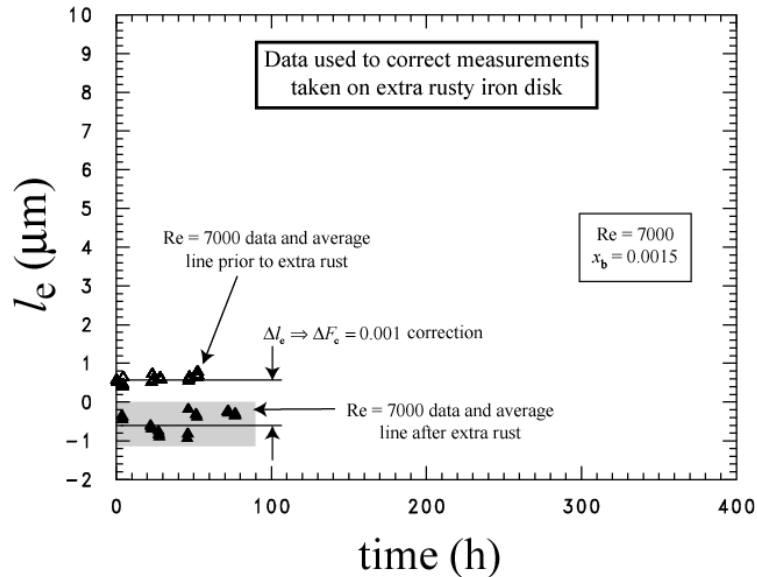 Data used to correct measurements
taken on extra rusty iron disk
Re = 7000 data and average
line prior to extra rust
Re = 7000
x_b = 0.0015
Δl_e ⇒ ΔF_c = 0.001 correction
Re = 7000 data and average
line after extra rust
l_e (μm)
10
9
8
7
6
5
4
3
2
1
0
−1
−2
0 100 200 300 400
time (h)